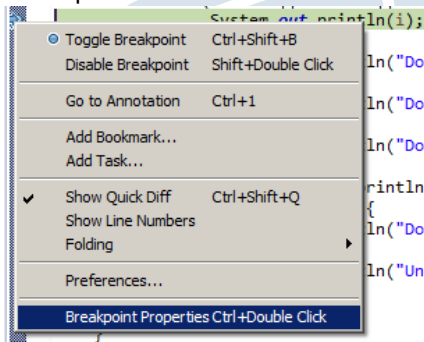 System.out.println(i);
Toggle Breakpoint Ctrl+Shift+B
Disable Breakpoint Shift+Double Click
ln("Do
Go to Annotation Ctrl+1
ln("Do
Add Bookmark...
ln("Do
Add Task...
println
Show Quick Diff Ctrl+Shift+Q
{
Show Line Numbers
ln("Do
Folding
ln("Un
Preferences...
Breakpoint Properties Ctrl+Double Click
{